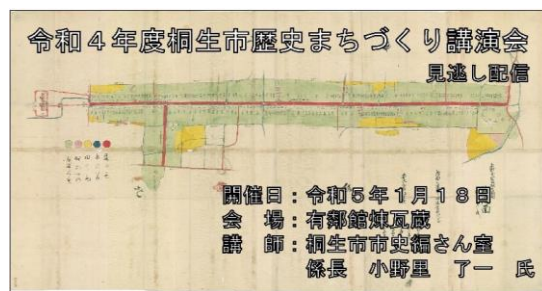 令和４年度桐生市歴史まちづくり講演会
見逃し配信
開催日：令和５年１月１８日
会　場：有鄰館煉瓦蔵
講　師：桐生市市史編さん室
係長　小野里　了一　氏